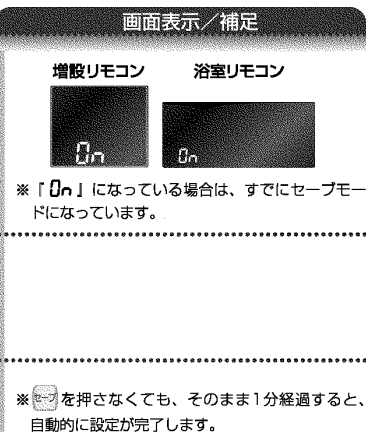 画面表示／補足
増設リモコン 浴室リモコン
On On
※『On』になっている場合は、すでにセーブモー
ドになっています。
※セーブを押さなくても、そのまま1分経過すると、
自動的に設定が完了します。